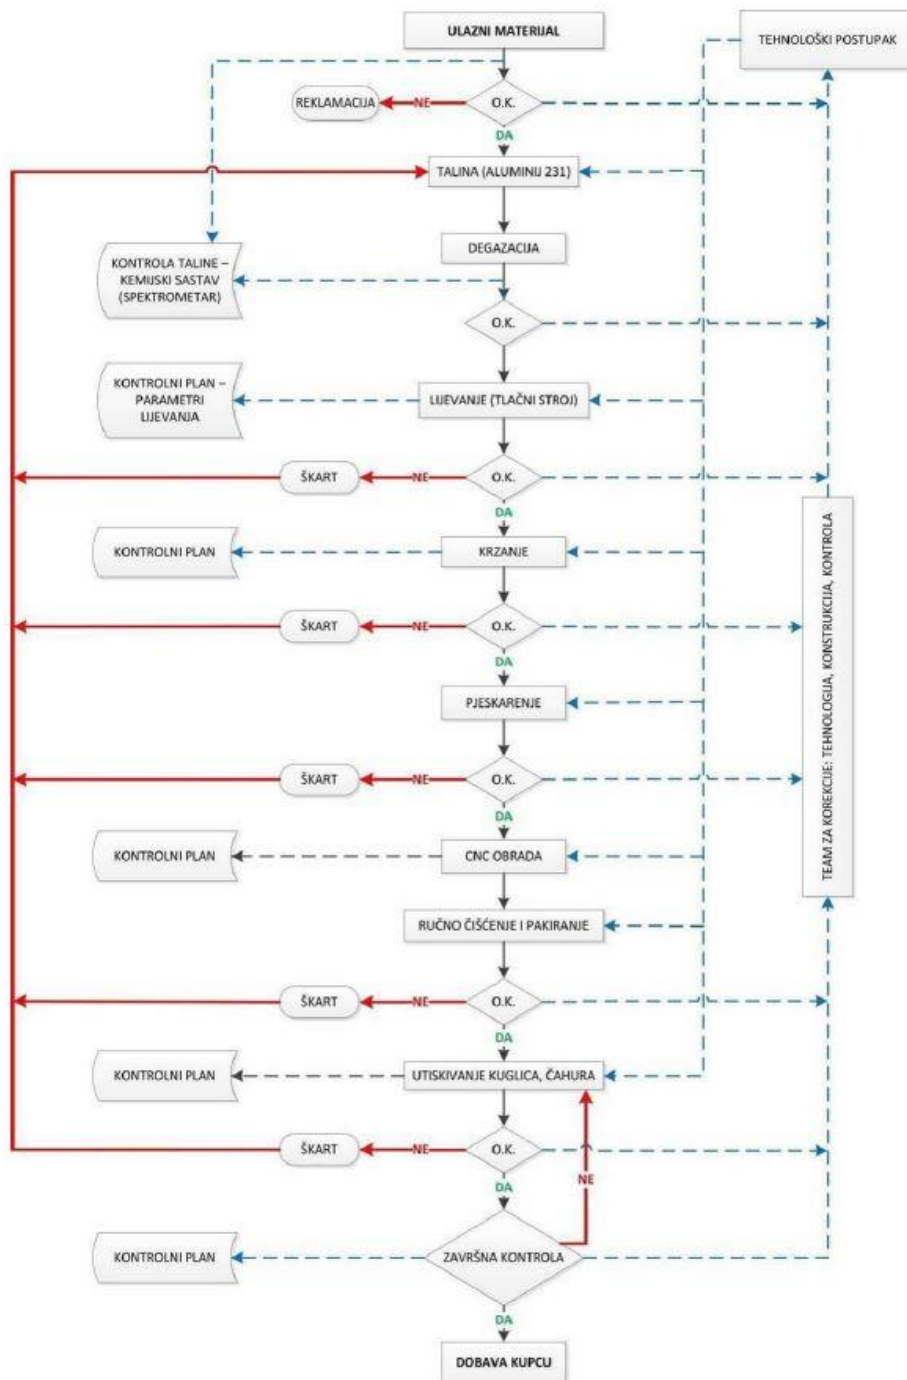 ULAZNI MATERIJAL
TEHNOLOŠKI POSTUPAK
REKLAMACIJA
NE
O.K.
DA
TALINA (ALUMINIJ 231)
DEGAZACIJA
KONTROLA TALINE –
KEMIJSKI SASTAV
(SPEKTROMETAR)
O.K.
KONTROLNI PLAN –
PARAMETRI
LIJEVANJA
LIJEVANJE (TLAČNI STROJ)
ŠKART
NE
O.K.
DA
KONTROLNI PLAN
KRZANJE
ŠKART
NE
O.K.
DA
TEAM ZA KOREKCIJE: TEHNOLOGIJA, KONSTRUKCIJA, KONTROLA
PJESKARENJE
ŠKART
NE
O.K.
DA
KONTROLNI PLAN
CNC OBRADA
RUČNO ČIŠĆENJE I PAKIRANJE
ŠKART
NE
O.K.
DA
KONTROLNI PLAN
UTISKIVANJE KUGLICA, ČAHURA
ŠKART
NE
O.K.
DA
NE
KONTROLNI PLAN
ZAVRŠNA KONTROLA
DA
DOBAVA KUPCU